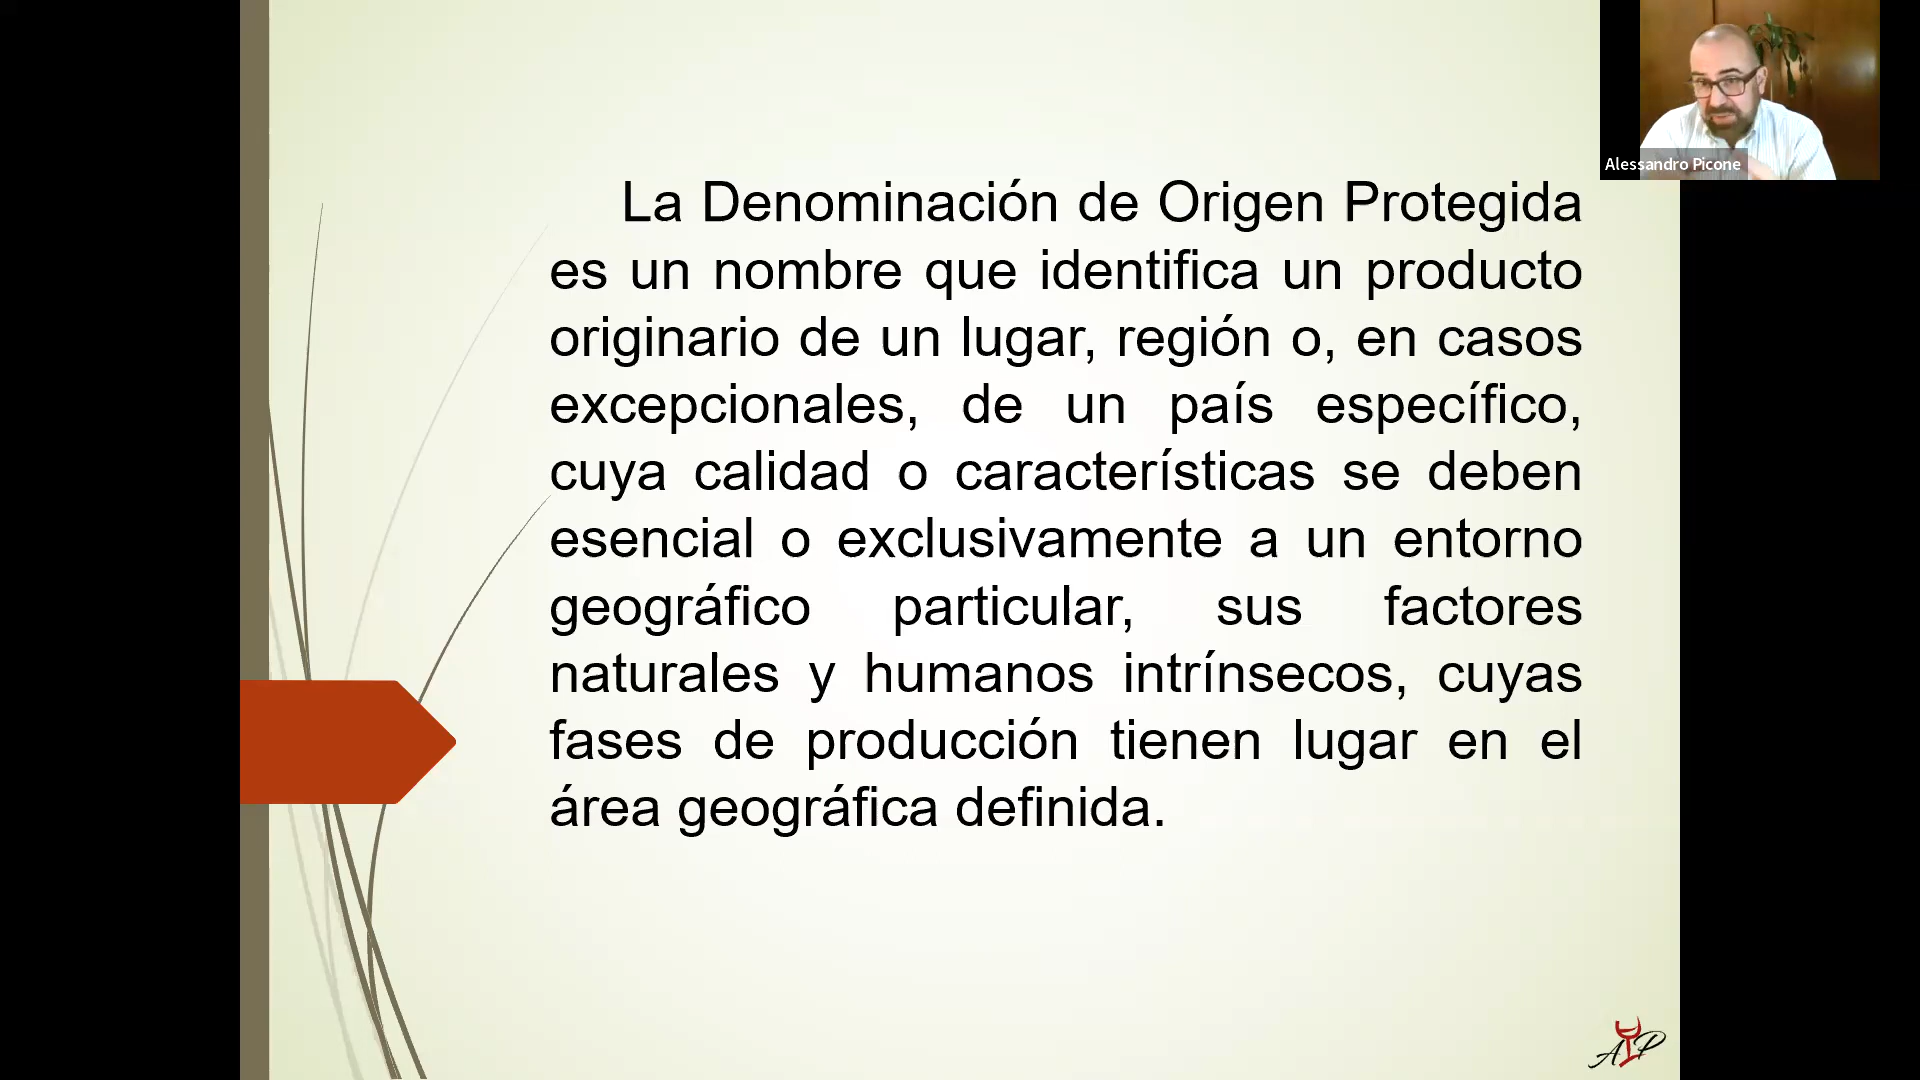 Alessandro Picone
La Denominación de Origen Protegida
es un nombre que identifica un producto
originario de un lugar, región o, en casos
excepcionales, de un país específico,
cuya calidad o características se deben
esencial o exclusivamente a un entorno
geográfico particular, sus factores
naturales y humanos intrínsecos, cuyas
fases de producción tienen lugar en el
área geográfica definida.
A P